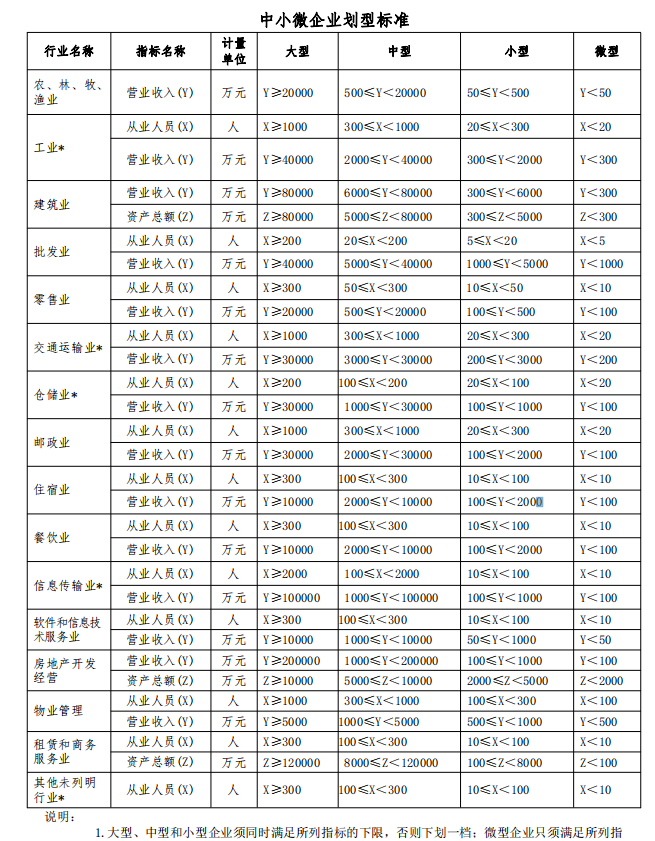 中小微企业划型标准
行业名称 指标名称 计量单位 大型 中型 小型 微型
农、林、牧、渔业 营业收入(Y) 万元 Y≥20000 500≤Y<20000 50≤Y<500 Y<50
工业* 从业人员(X) 人 X≥1000 300≤X<1000 20≤X<300 X<20
营业收入(Y) 万元 Y≥40000 2000≤Y<40000 300≤Y<2000 Y<300
建筑业 营业收入(Y) 万元 Y≥80000 6000≤Y<80000 300≤Y<6000 Y<300
资产总额(Z) 万元 Z≥80000 5000≤Z<80000 300≤Z<5000 Z<300
批发业 从业人员(X) 人 X≥200 20≤X<200 5≤X<20 X<5
营业收入(Y) 万元 Y≥40000 5000≤Y<40000 1000≤Y<5000 Y<1000
零售业 从业人员(X) 人 X≥300 50≤X<300 10≤X<50 X<10
营业收入(Y) 万元 Y≥20000 500≤Y<20000 100≤Y<500 Y<100
交通运输业* 从业人员(X) 人 X≥1000 300≤X<1000 20≤X<300 X<20
营业收入(Y) 万元 Y≥30000 3000≤Y<30000 200≤Y<3000 Y<200
仓储业* 从业人员(X) 人 X≥200 100≤X<200 20≤X<100 X<20
营业收入(Y) 万元 Y≥30000 1000≤Y<30000 100≤Y<1000 Y<100
邮政业 从业人员(X) 人 X≥1000 300≤X<1000 20≤X<300 X<20
营业收入(Y) 万元 Y≥30000 2000≤Y<30000 100≤Y<2000 Y<100
住宿业 从业人员(X) 人 X≥300 100≤X<300 10≤X<100 X<10
营业收入(Y) 万元 Y≥10000 2000≤Y<10000 100≤Y<2000 Y<100
餐饮业 从业人员(X) 人 X≥300 100≤X<300 10≤X<100 X<10
营业收入(Y) 万元 Y≥10000 2000≤Y<10000 100≤Y<2000 Y<100
信息传输业* 从业人员(X) 人 X≥2000 100≤X<2000 10≤X<100 X<10
营业收入(Y) 万元 Y≥100000 1000≤Y<100000 100≤Y<1000 Y<100
软件和信息技术服务业 从业人员(X) 人 X≥300 100≤X<300 10≤X<100 X<10
营业收入(Y) 万元 Y≥10000 1000≤Y<10000 50≤Y<1000 Y<50
房地产开发经营 营业收入(Y) 万元 Y≥200000 1000≤Y<200000 100≤Y<1000 Y<100
资产总额(Z) 万元 Z≥10000 5000≤Z<10000 2000≤Z<5000 Z<2000
物业管理 从业人员(X) 人 X≥1000 300≤X<1000 100≤X<300 X<100
营业收入(Y) 万元 Y≥5000 1000≤Y<5000 500≤Y<1000 Y<500
租赁和商务服务业 从业人员(X) 人 X≥300 100≤X<300 10≤X<100 X<10
资产总额(Z) 万元 Z≥120000 8000≤Z<120000 100≤Z<8000 Z<100
其他未列明行业* 从业人员(X) 人 X≥300 100≤X<300 10≤X<100 X<10
说明:
1.大型、中型和小型企业须同时满足所列指标的下限,否则下划一档;微型企业只须满足所列指